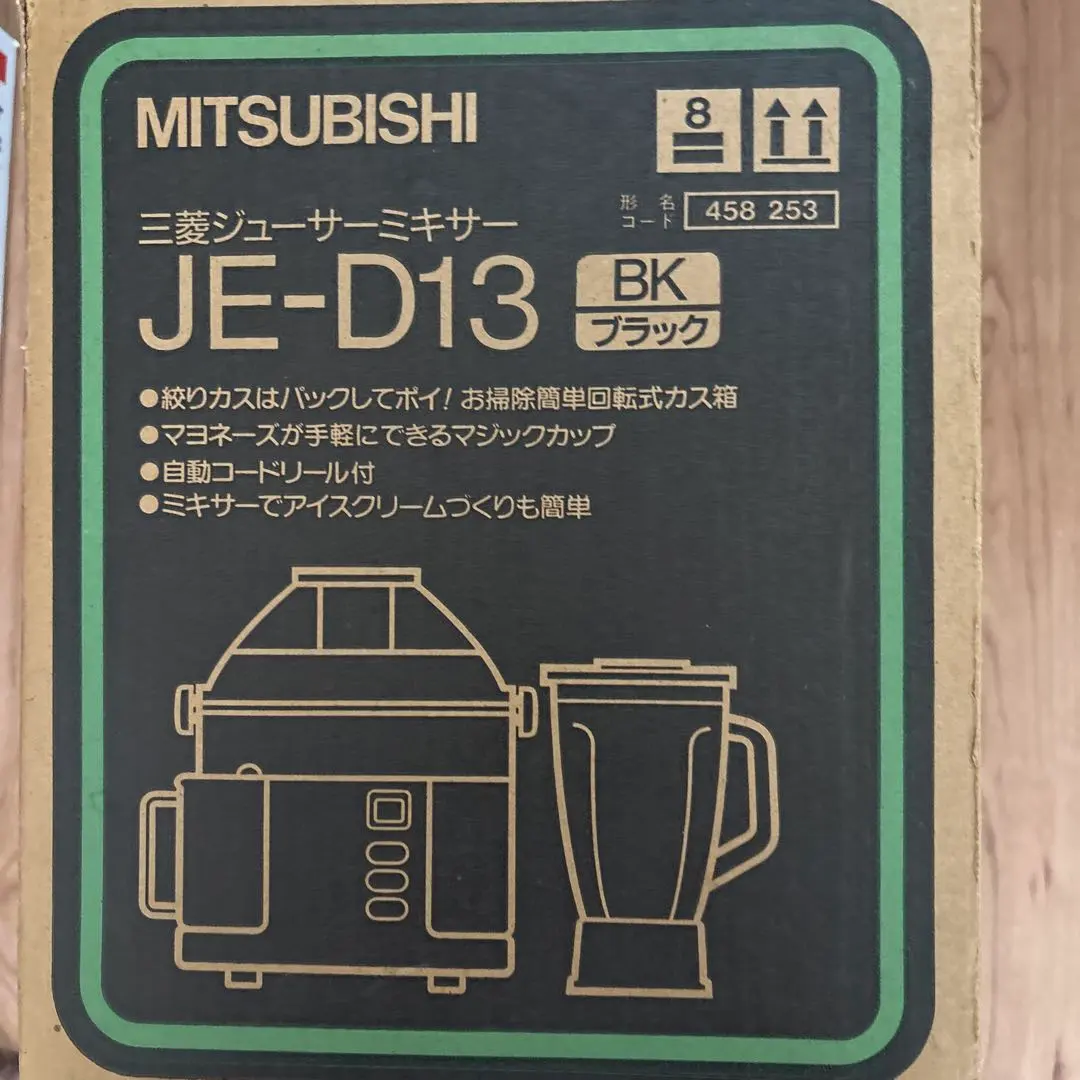 MITSUBISHI
8
形名
コード
458 253
三菱ジューサーミキサー
JE-D13
BK
ブラック
●絞りカスはパックしてポイ! お掃除簡単回転式カス箱
●マヨネーズが手軽にできるマジックカップ
●自動コードリール付
●ミキサーでアイスクリームづくりも簡単